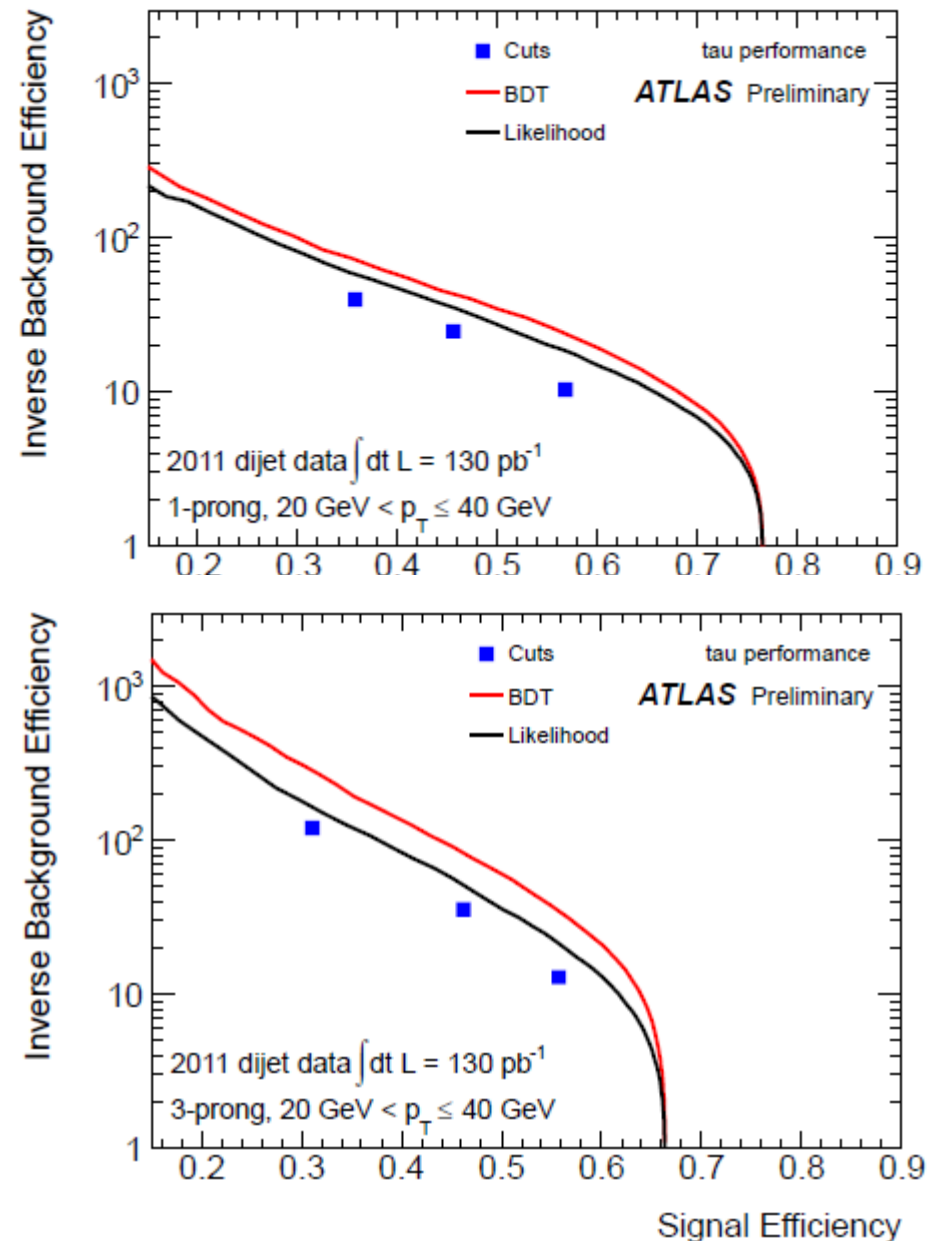 Inverse Background Efficiency
10³
10²
10
1
Cuts
BDT
Likelihood
tau performance
ATLAS Preliminary
2011 dijet data ∫dt L = 130 pb⁻¹
1-prong, 20 GeV < p_T ≤ 40 GeV
0.2 0.3 0.4 0.5 0.6 0.7 0.8 0.9
Inverse Background Efficiency
10³
10²
10
1
Cuts
BDT
Likelihood
tau performance
ATLAS Preliminary
2011 dijet data ∫dt L = 130 pb⁻¹
3-prong, 20 GeV < p_T ≤ 40 GeV
0.2 0.3 0.4 0.5 0.6 0.7 0.8 0.9
Signal Efficiency